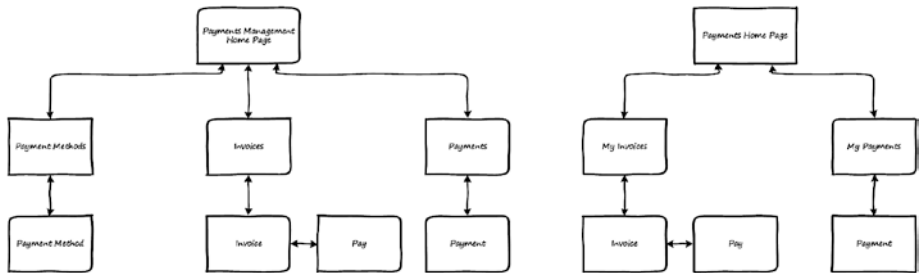 Payments Management
Home Page
Payments Home Page
Payment Methods
Invoices
Payments
My Invoices
My Payments
Payment Method
Invoice
Pay
Payment
Invoice
Pay
Payment